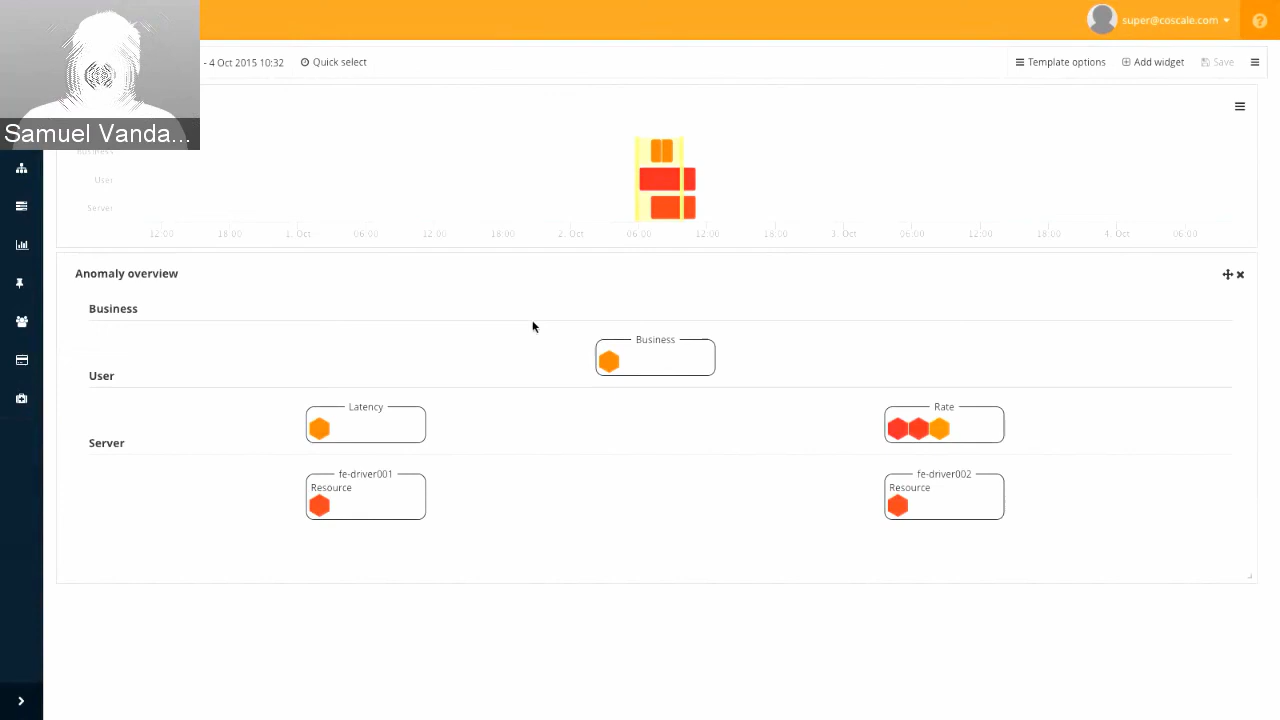 super@coscale.com
Samuel Vanda...
- 4 Oct 2015 10:32
Quick select
Template options
Add widget
Save
Business
User
Server
12:00 18:00 1. Oct 06:00 12:00 18:00 2. Oct 06:00 12:00 18:00 3. Oct 06:00 12:00 18:00 4. Oct 06:00
Anomaly overview
Business
Business
User
Latency
Rate
Server
fe-driver001
Resource
fe-driver002
Resource